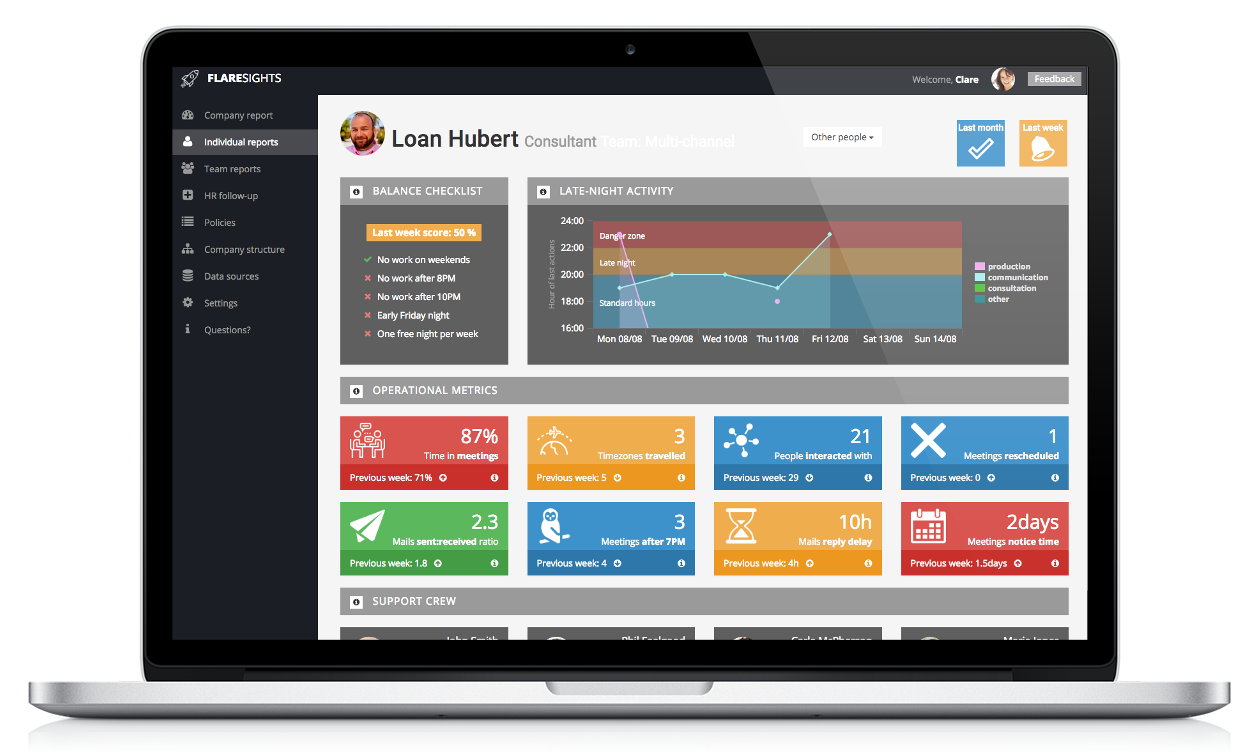 FLARESIGHTS
Welcome, Clare
Feedback
Company report
Individual reports
Team reports
HR follow-up
Policies
Company structure
Data sources
Settings
Questions?
Loan Hubert Consultant Team: Multi-channel
Other people
Last month
Last week
BALANCE CHECKLIST
Last week score: 50 %
No work on weekends
No work after 8PM
No work after 10PM
Early Friday night
One free night per week
LATE-NIGHT ACTIVITY
Hour of last actions
24:00
22:00
20:00
18:00
16:00
Danger zone
Late night
Standard hours
Mon 08/08 Tue 09/08 Wed 10/08 Thu 11/08 Fri 12/08 Sat 13/08 Sun 14/08
production
communication
consultation
other
OPERATIONAL METRICS
87%
Time in meetings
Previous week: 71%
3
Timezones travelled
Previous week: 5
21
People interacted with
Previous week: 29
1
Meetings rescheduled
Previous week: 0
2.3
Mails sent:received ratio
Previous week: 1.8
3
Meetings after 7PM
Previous week: 4
10h
Mails reply delay
Previous week: 4h
2days
Meetings notice time
Previous week: 1.5days
SUPPORT CREW
John Smith
Phil Feelgood
Carlo McPherson
Maria Jones